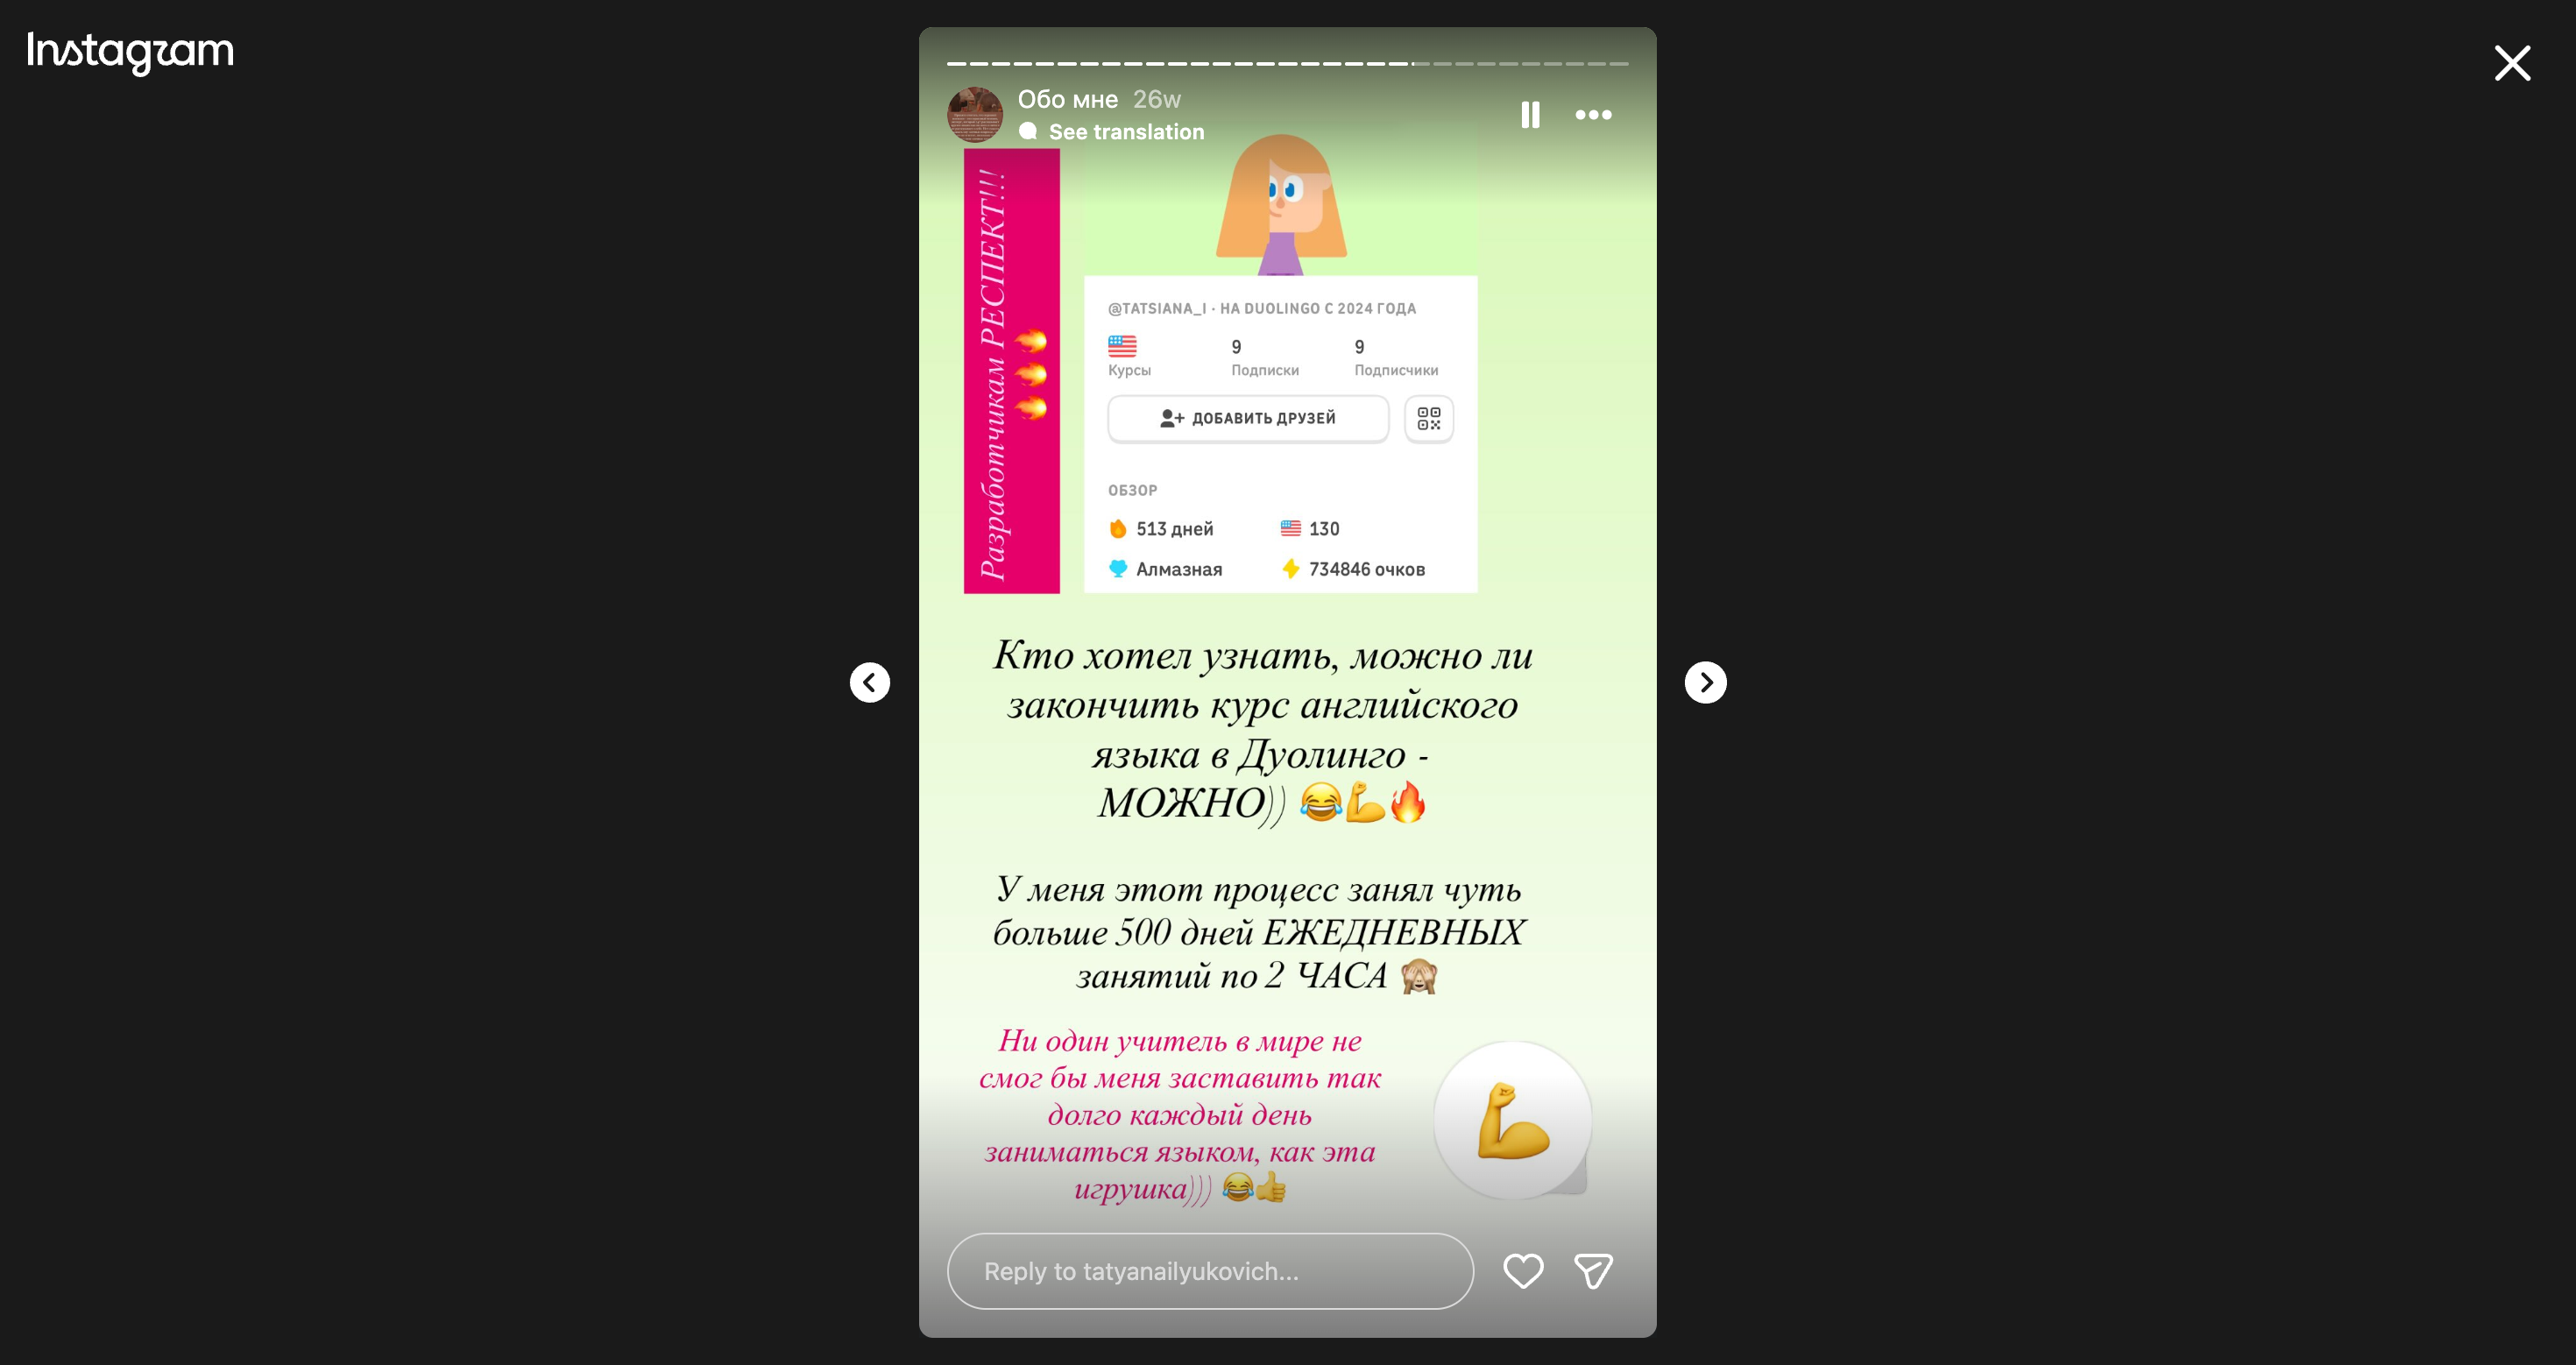 Instagram
Обо мне 26w
See translation
Разработчикам РЕСПЕКТ!!!
🔥🔥🔥
@TATSIANA_I · НА DUOLINGO С 2024 ГОДА
9 9
Курсы Подписки Подписчики
ДОБАВИТЬ ДРУЗЕЙ
ОБЗОР
513 дней 130
Алмазная 734846 очков
Кто хотел узнать, можно ли
закончить курс английского
языка в Дуолинго -
МОЖНО)) 😂💪🔥
У меня этот процесс занял чуть
больше 500 дней ЕЖЕДНЕВНЫХ
занятий по 2 ЧАСА 🙈
Ни один учитель в мире не
смог бы меня заставить так
долго каждый день
заниматься языком, как эта
игрушка))) 😂👍
Reply to tatyanailyukovich...